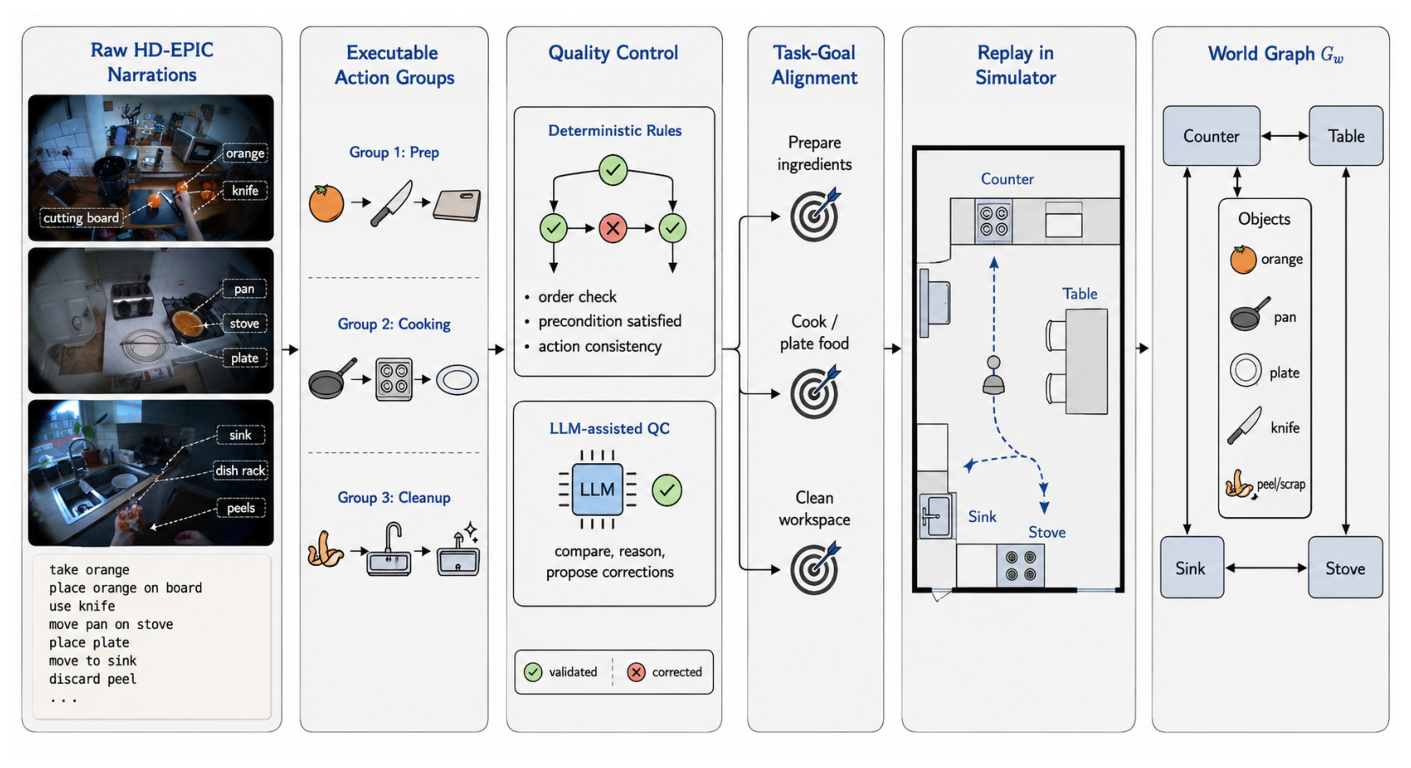 Raw HD-EPIC
Narrations
orange
knife
cutting board
pan
stove
plate
sink
dish rack
peels
take orange
place orange on board
use knife
move pan on stove
place plate
move to sink
discard peel
...
Executable
Action Groups
Group 1: Prep
Group 2: Cooking
Group 3: Cleanup
Quality Control
Deterministic Rules
• order check
• precondition satisfied
• action consistency
LLM-assisted QC
LLM
compare, reason,
propose corrections
validated
corrected
Task-Goal
Alignment
Prepare
ingredients
Cook /
plate food
Clean
workspace
Replay in
Simulator
Counter
Table
Sink
Stove
World Graph G_w
Counter
Table
Objects
orange
pan
plate
knife
peel/scrap
Sink
Stove